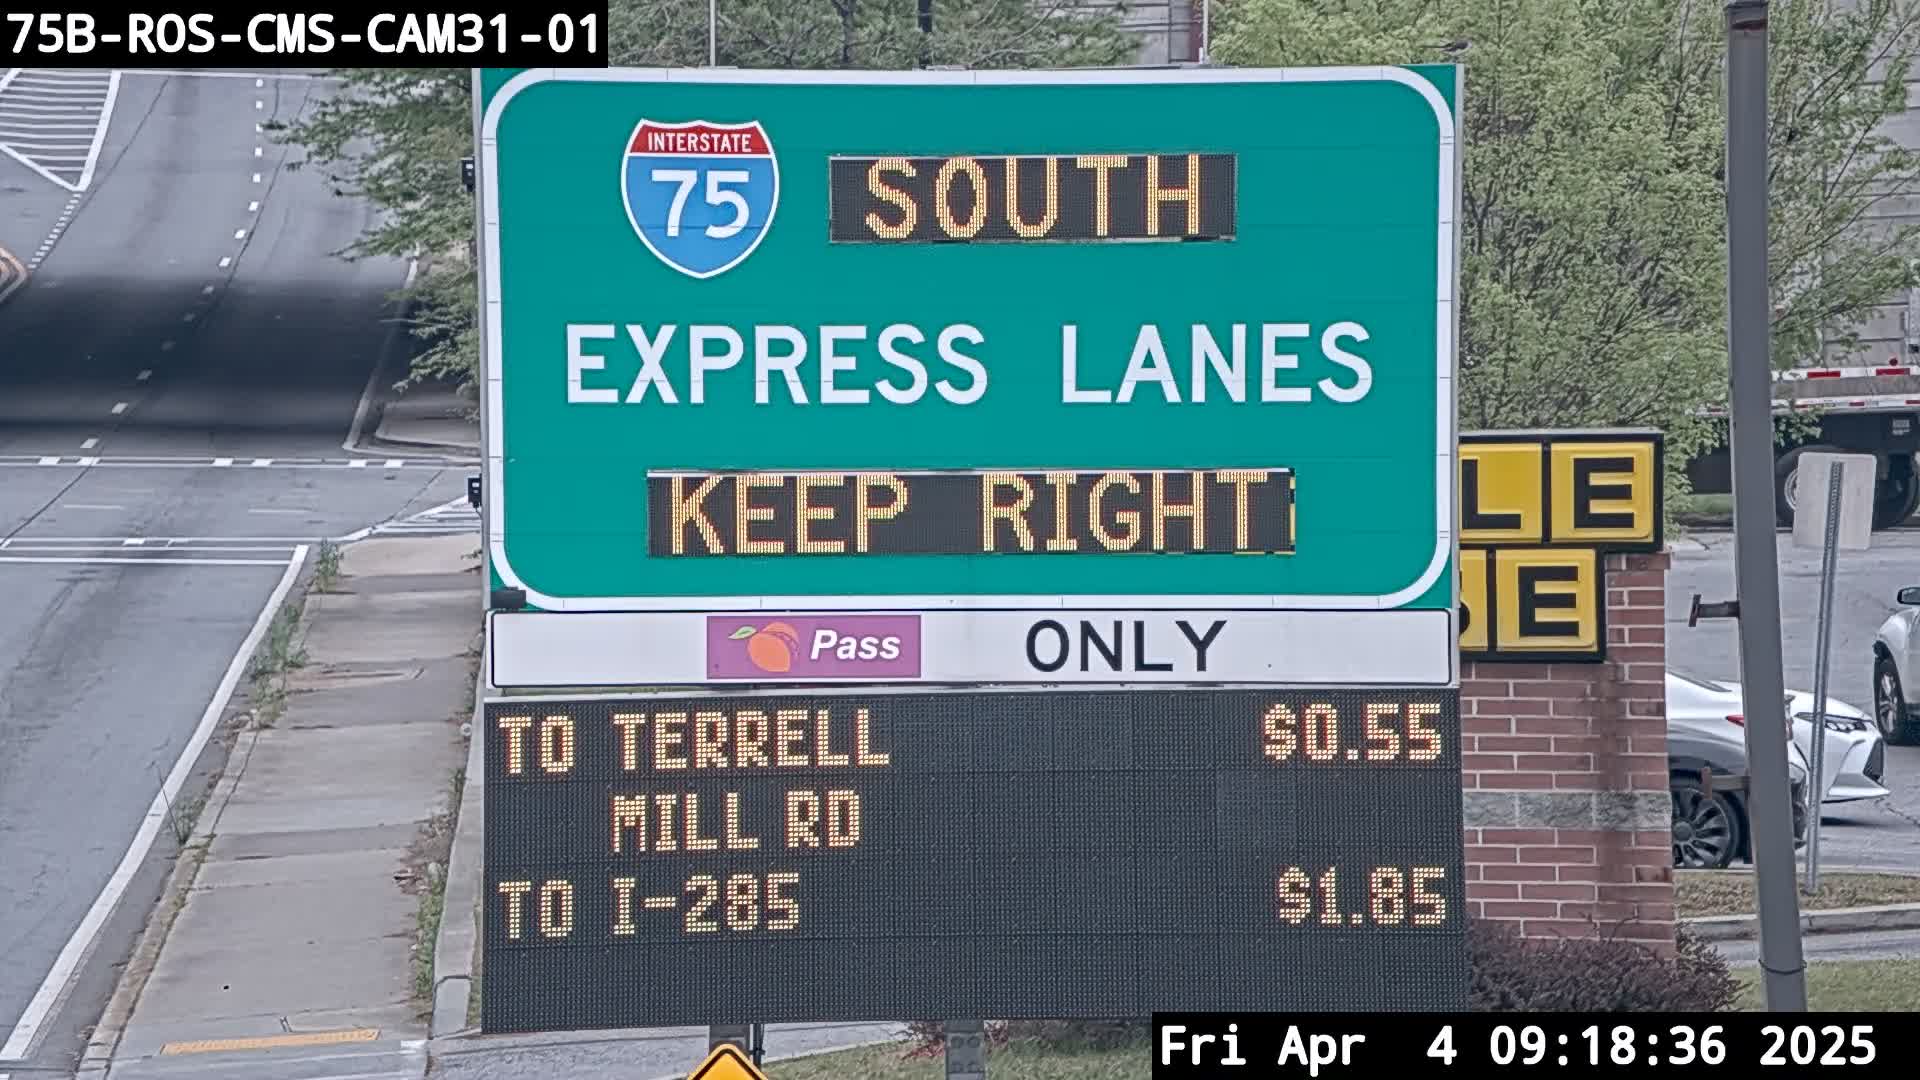 75B-ROS-CMS-CAM31-01
INTERSTATE
75
SOUTH
EXPRESS LANES
KEEP RIGHT
Pass ONLY
TO TERRELL $0.55
MILL RD
TO I-285 $1.85
LE
E
Fri Apr 4 09:18:36 2025